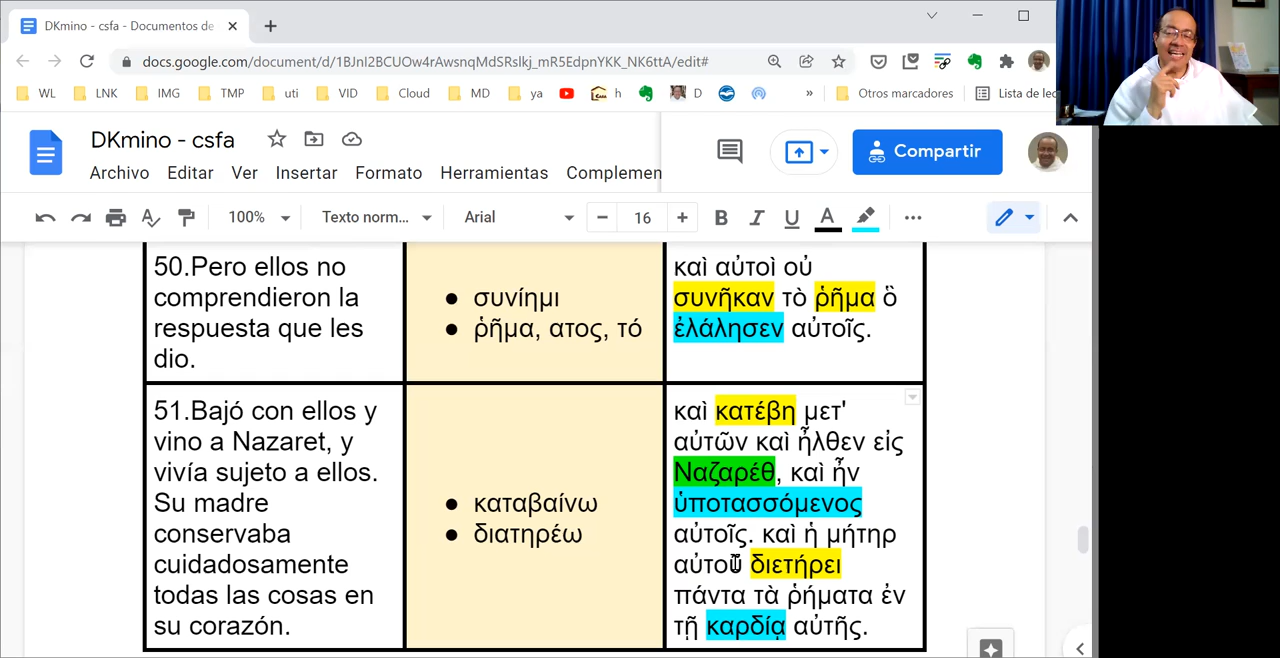 DKmino - csfa - Documentos de
docs.google.com/document/d/1BJnl2BCUOw4rAwsnqMdSRslkj_mR5EdpnYKK_NK6ttA/edit#
WL LNK IMG TMP uti VID Cloud MD ya h D » Otros marcadores Lista de lec
DKmino - csfa
Compartir
Archivo Editar Ver Insertar Formato Herramientas Complemen
100% Texto norm... Arial 16 B I U A
50.Pero ellos no
comprendieron la
respuesta que les
dio.
● συνίημι
● ῥῆμα, ατος, τό
καὶ αὐτοὶ οὐ
συνῆκαν τὸ ῥῆμα ὃ
ἐλάλησεν αὐτοῖς.
51.Bajó con ellos y
vino a Nazaret, y
vivía sujeto a ellos.
Su madre
conservaba
cuidadosamente
todas las cosas en
su corazón.
● καταβαίνω
● διατηρέω
καὶ κατέβη μετ'
αὐτῶν καὶ ἦλθεν εἰς
Ναζαρέθ, καὶ ἦν
ὑποτασσόμενος
αὐτοῖς. καὶ ἡ μήτηρ
αὐτοῦ διετήρει
πάντα τὰ ῥήματα ἐν
τῇ καρδίᾳ αὐτῆς.